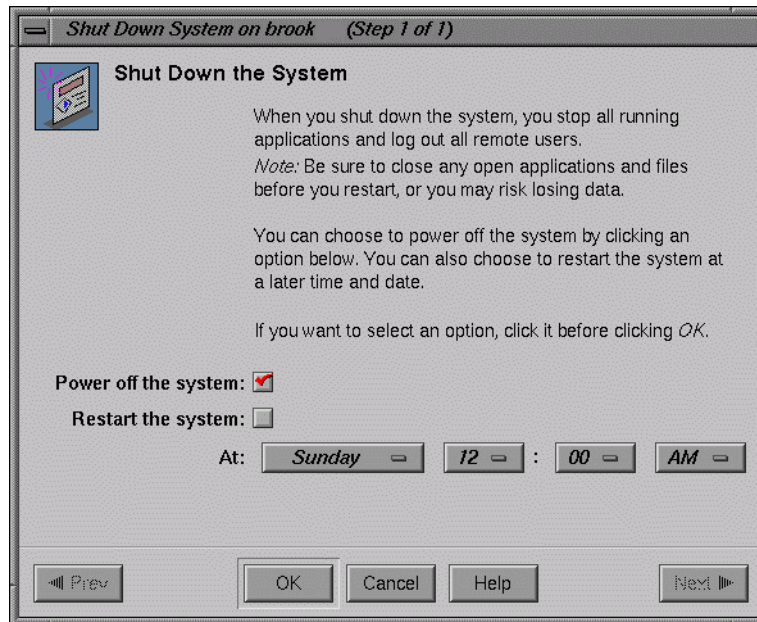 Shut Down System on brook (Step 1 of 1)
Shut Down the System
When you shut down the system, you stop all running
applications and log out all remote users.
Note: Be sure to close any open applications and files
before you restart, or you may risk losing data.
You can choose to power off the system by clicking an
option below. You can also choose to restart the system at
a later time and date.
If you want to select an option, click it before clicking OK.
Power off the system:
Restart the system:
At: Sunday 12 : 00 AM
Prev OK Cancel Help Next